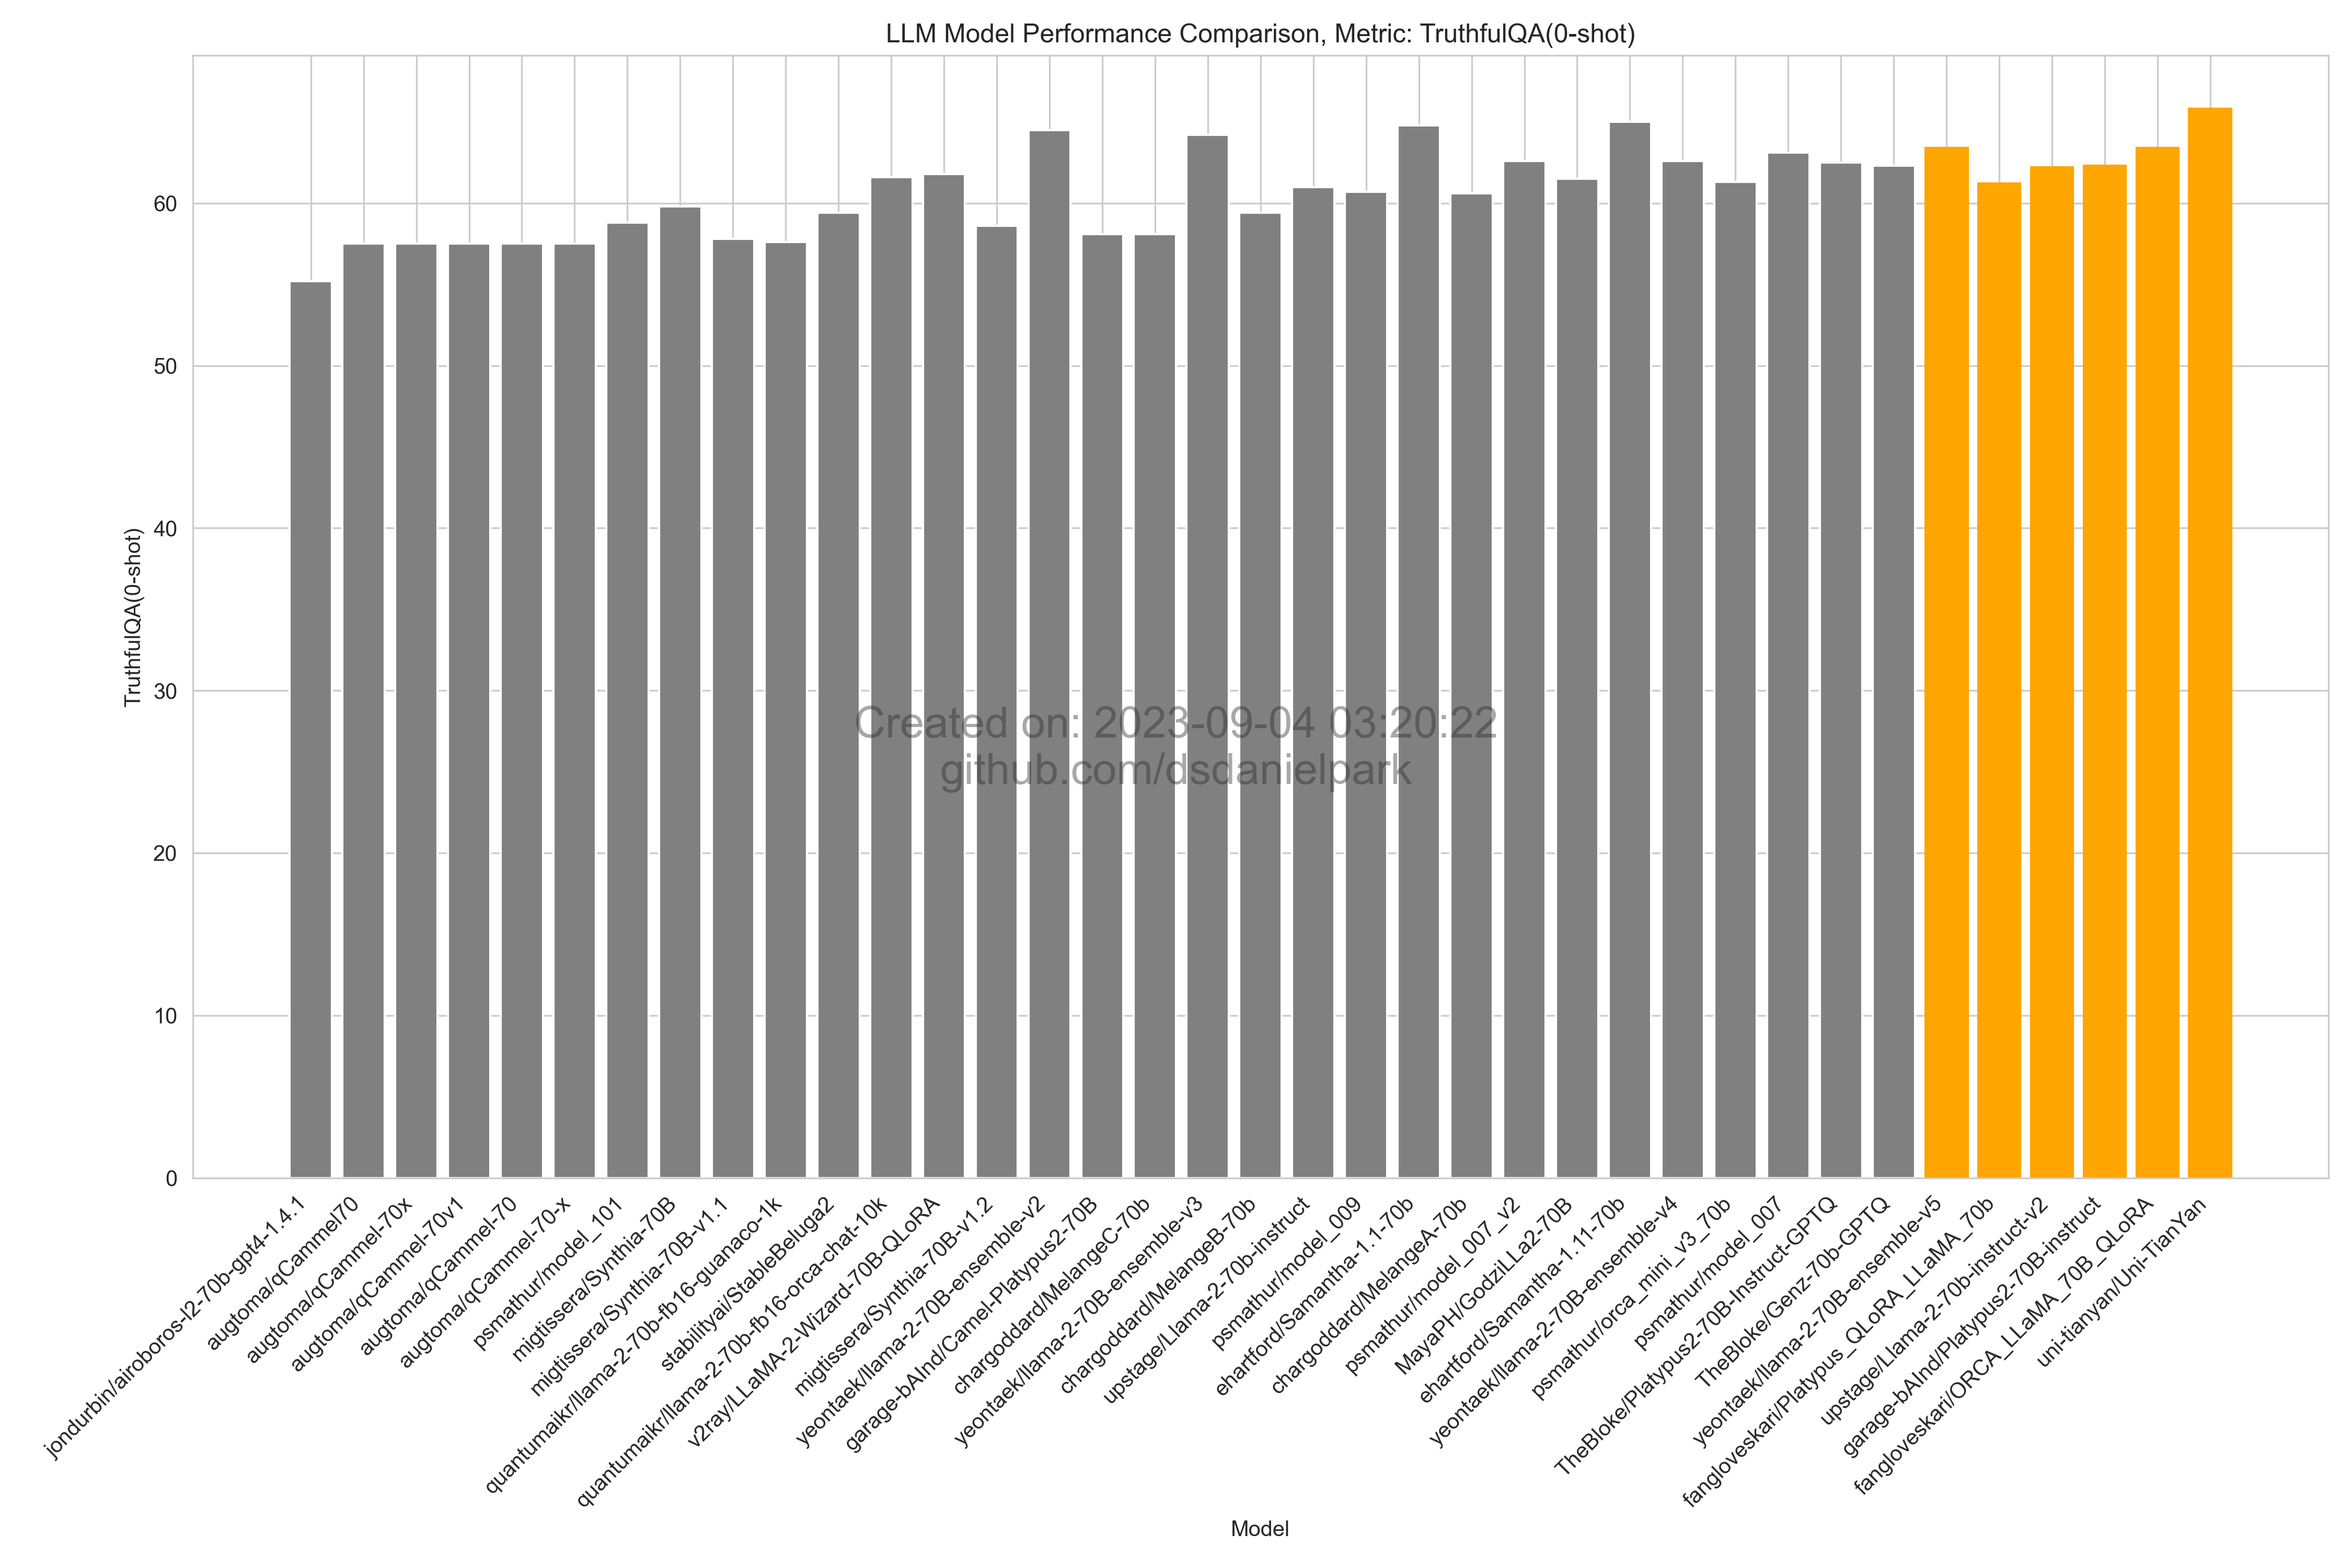 LLM Model Performance Comparison, Metric: TruthfulQA(0-shot)
TruthfulQA(0-shot)
60
50
40
30
20
10
0
Created on: 2023-09-04 03:20:22
github.com/dsdanielpark
jondurbin/airoboros-l2-70b-gpt4-1.4.1
augtoma/qCammel70
augtoma/qCammel-70x
augtoma/qCammel-70v1
augtoma/qCammel-70
augtoma/qCammel-70-x
psmathur/model_101
migtissera/Synthia-70B
migtissera/Synthia-70B-v1.1
quantumaikr/llama-2-70b-fb16-guanaco-1k
stabilityai/StableBeluga2
quantumaikr/llama-2-70b-fb16-orca-chat-10k
v2ray/LLaMA-2-Wizard-70B-QLoRA
migtissera/Synthia-70B-v1.2
yeontaek/llama-2-70B-ensemble-v2
garage-bAInd/Camel-Platypus2-70B
chargoddard/MelangeC-70b
yeontaek/llama-2-70B-ensemble-v3
chargoddard/MelangeB-70b
upstage/Llama-2-70b-instruct
psmathur/model_009
ehartford/Samantha-1.1-70b
chargoddard/MelangeA-70b
psmathur/model_007_v2
MayaPH/GodziLLa2-70B
ehartford/Samantha-1.11-70b
yeontaek/llama-2-70B-ensemble-v4
psmathur/orca_mini_v3_70b
psmathur/model_007
TheBloke/Platypus2-70B-Instruct-GPTQ
TheBloke/Genz-70b-GPTQ
yeontaek/llama-2-70B-ensemble-v5
fangloveskari/Platypus_QLoRA_LLaMA_70b
upstage/Llama-2-70b-instruct-v2
garage-bAInd/Platypus2-70B-instruct
fangloveskari/ORCA_LLaMA_70B_QLoRA
uni-tianyan/Uni-TianYan
Model